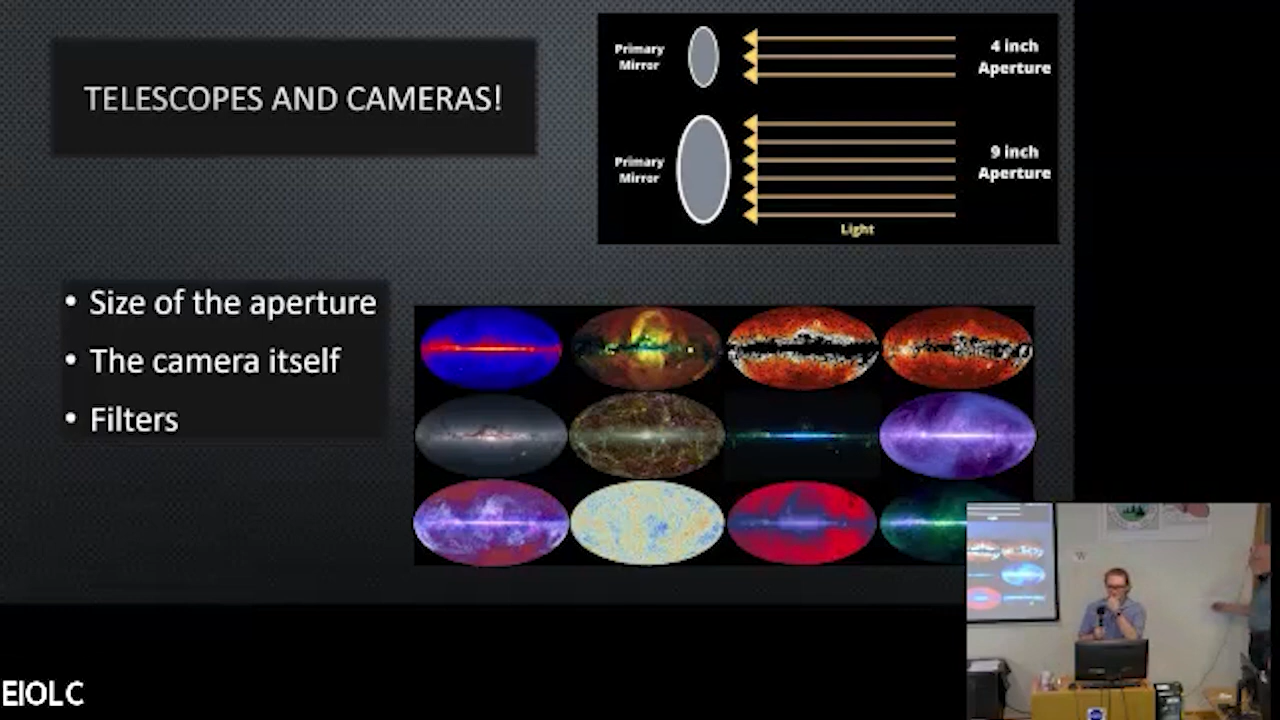 TELESCOPES AND CAMERAS!
Primary
Mirror
4 inch
Aperture
Primary
Mirror
9 inch
Aperture
Light
• Size of the aperture
• The camera itself
• Filters
EIOLC